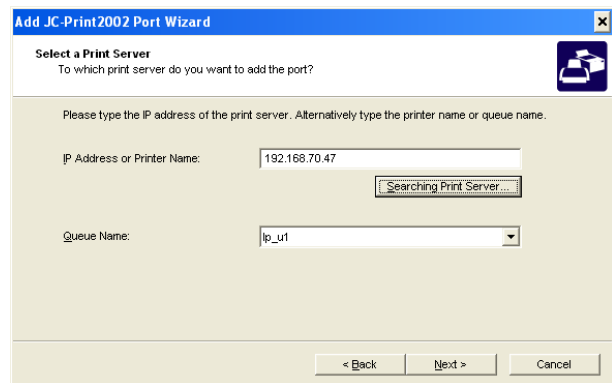 Add JC-Print2002 Port Wizard
Select a Print Server
To which print server do you want to add the port?
Please type the IP address of the print server. Alternatively type the printer name or queue name.
IP Address or Printer Name: 192.168.70.47
Searching Print Server...
Queue Name: lp_u1
< Back Next > Cancel